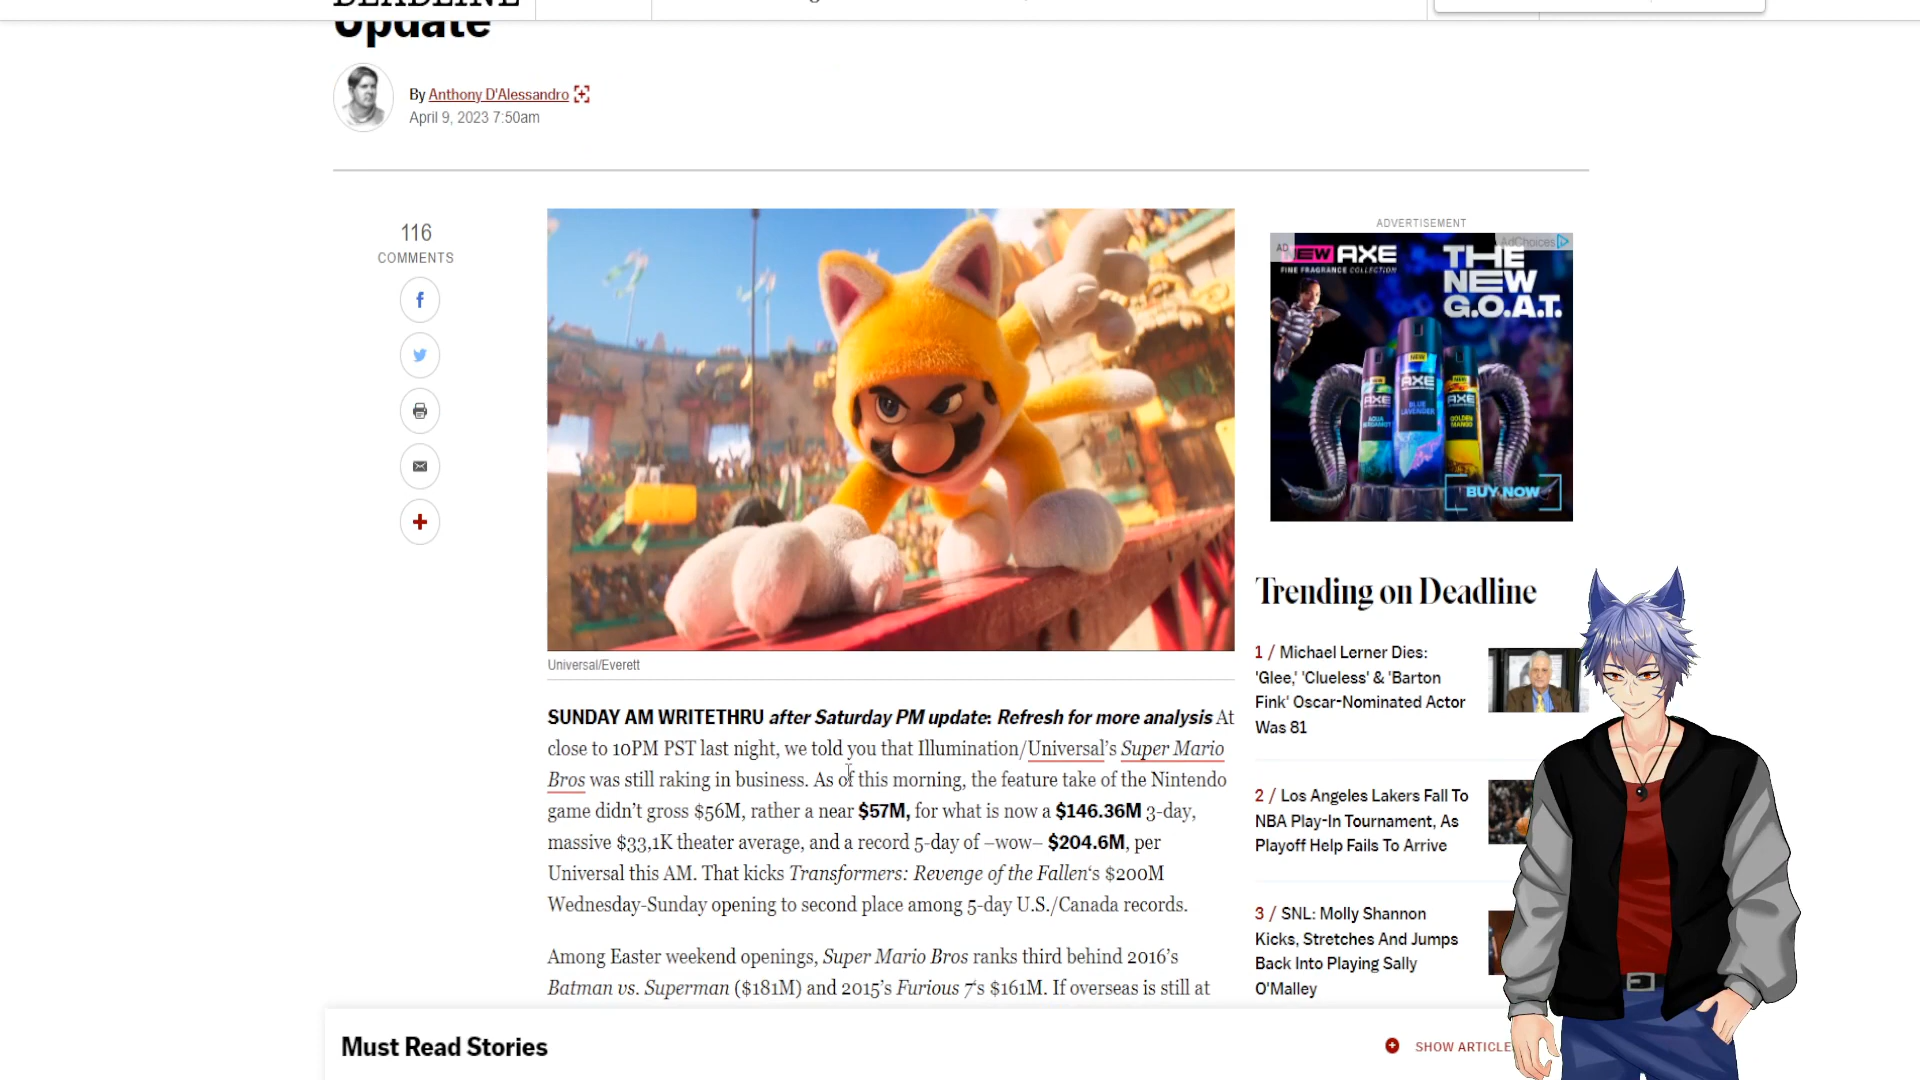 DEADLINE
Update
By Anthony D'Alessandro
April 9, 2023 7:50am
116
COMMENTS
Universal/Everett
SUNDAY AM WRITETHRU after Saturday PM update: Refresh for more analysis At
close to 10PM PST last night, we told you that Illumination/Universal's Super Mario
Bros was still raking in business. As of this morning, the feature take of the Nintendo
game didn't gross $56M, rather a near $57M, for what is now a $146.36M 3-day,
massive $33,1K theater average, and a record 5-day of –wow– $204.6M, per
Universal this AM. That kicks Transformers: Revenge of the Fallen's $200M
Wednesday-Sunday opening to second place among 5-day U.S./Canada records.
Among Easter weekend openings, Super Mario Bros ranks third behind 2016's
Batman vs. Superman ($181M) and 2015's Furious 7's $161M. If overseas is still at
ADVERTISEMENT
AD
AdChoices
NEW AXE
FINE FRAGRANCE COLLECTION
THE
NEW
G.O.A.T.
NEW
AXE
BLUE
LAVENDER
AXE
AQUA
BERGAMOT
AXE
GOLDEN
MANGO
BUY NOW
Trending on Deadline
1 / Michael Lerner Dies:
'Glee,' 'Clueless' & 'Barton
Fink' Oscar-Nominated Actor
Was 81
2 / Los Angeles Lakers Fall To
NBA Play-In Tournament, As
Playoff Help Fails To Arrive
3 / SNL: Molly Shannon
Kicks, Stretches And Jumps
Back Into Playing Sally
O'Malley
Must Read Stories
SHOW ARTICLE